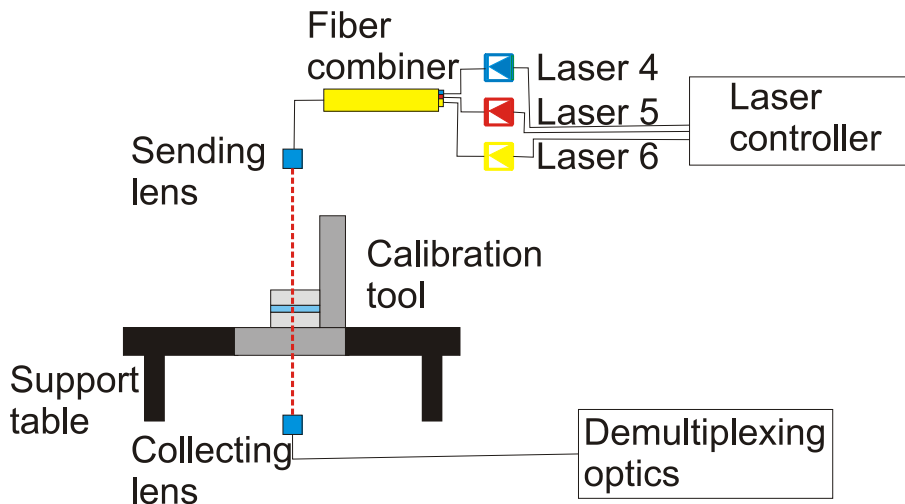 Fiber
combiner
Laser 4
Laser 5
Laser 6
Laser
controller
Sending
lens
Calibration
tool
Support
table
Collecting
lens
Demultiplexing
optics